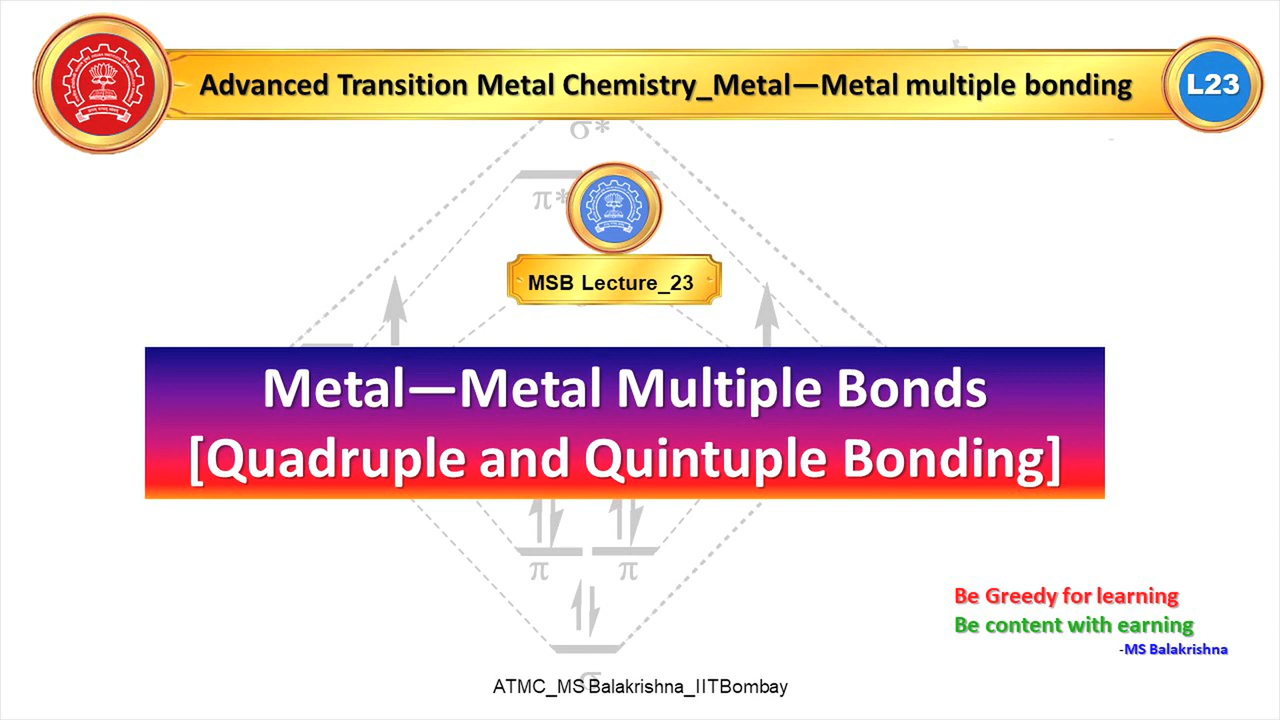 Advanced Transition Metal Chemistry_Metal—Metal multiple bonding
L23
σ*
π*
MSB Lecture_23
Metal—Metal Multiple Bonds
[Quadruple and Quintuple Bonding]
π π
Be Greedy for learning
Be content with earning
-MS Balakrishna
σ
ATMC_MS Balakrishna_IITBombay